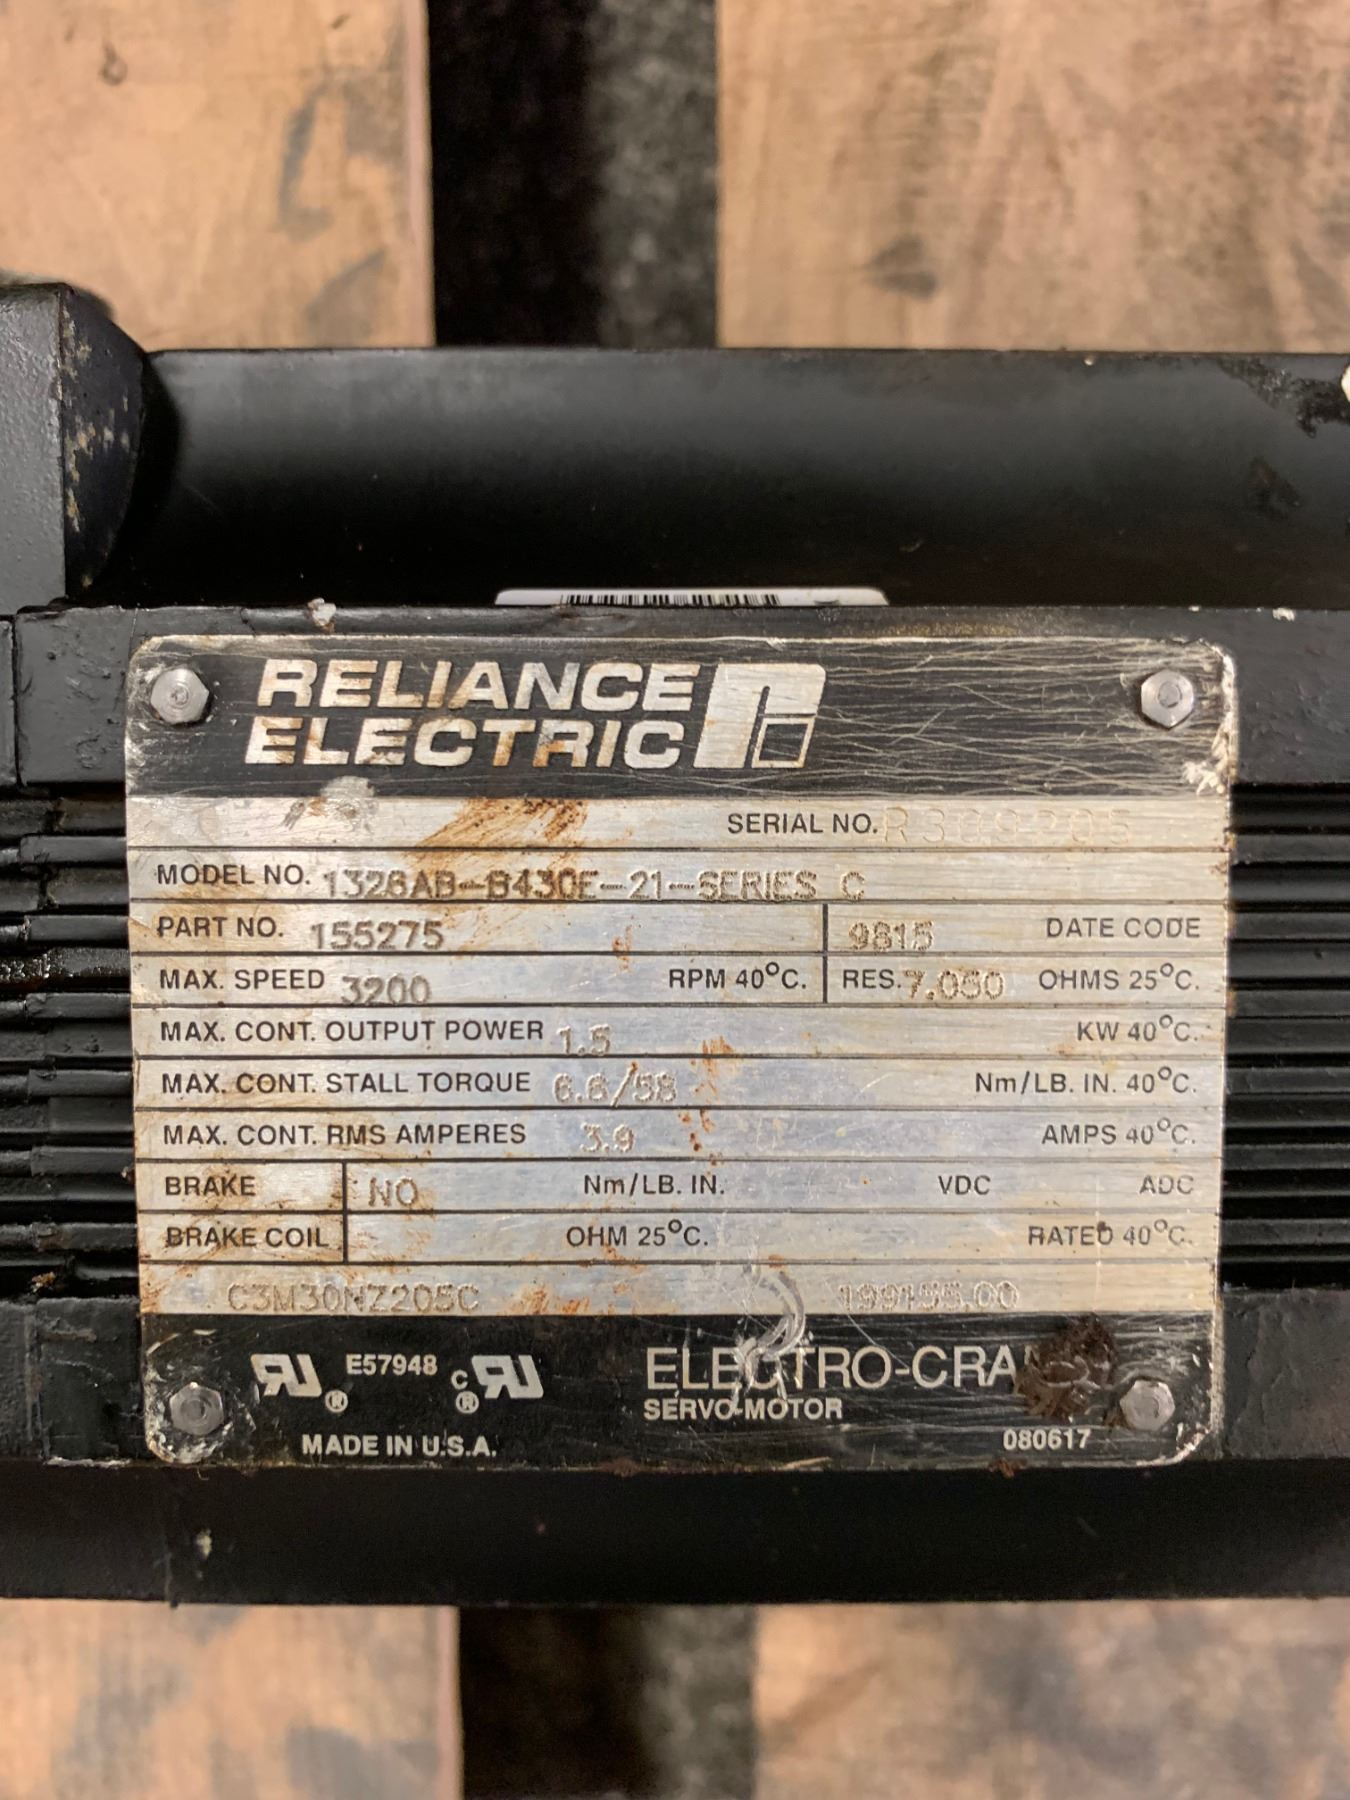 RELIANCE
ELECTRIC
SERIAL NO. R309205
MODEL NO. 1326AB-B430E-21-SERIES C
PART NO. 155275 9815 DATE CODE
MAX. SPEED 3200 RPM 40°C. RES. 7.050 OHMS 25°C.
MAX. CONT. OUTPUT POWER 1.5 KW 40°C.
MAX. CONT. STALL TORQUE 6.6/58 Nm/LB. IN. 40°C.
MAX. CONT. RMS AMPERES 3.9 AMPS 40°C.
BRAKE NO Nm/LB. IN. VDC ADC
BRAKE COIL OHM 25°C. RATED 40°C.
C3M30NZ205C 199155.00
E57948 C
® ®
MADE IN U.S.A.
SERVO-MOTOR
080617